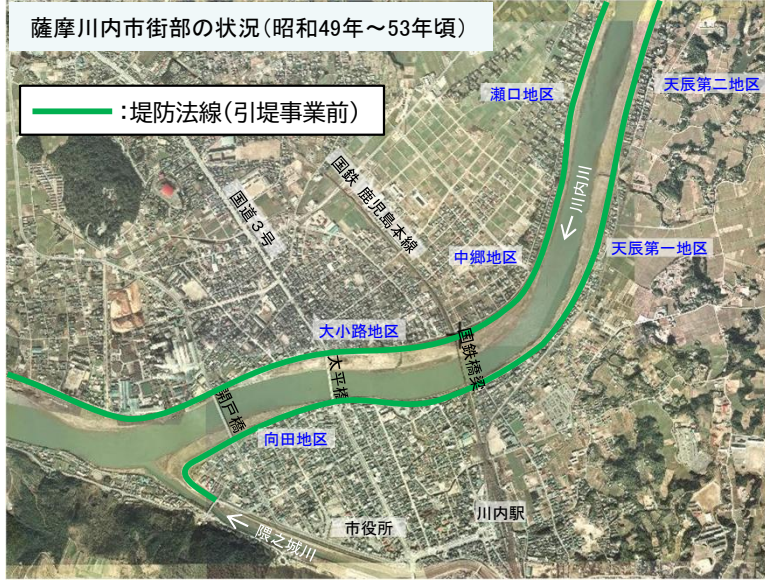 薩摩川内市街部の状況(昭和49年～53年頃)
:堤防法線(引堤事業前)
瀬口地区
天辰第二地区
国鉄 鹿児島本線
国道3号
←川内川
中郷地区
天辰第一地区
大小路地区
国鉄橋梁
太平橋
開戸橋
向田地区
川内駅
市役所
←隈之城川